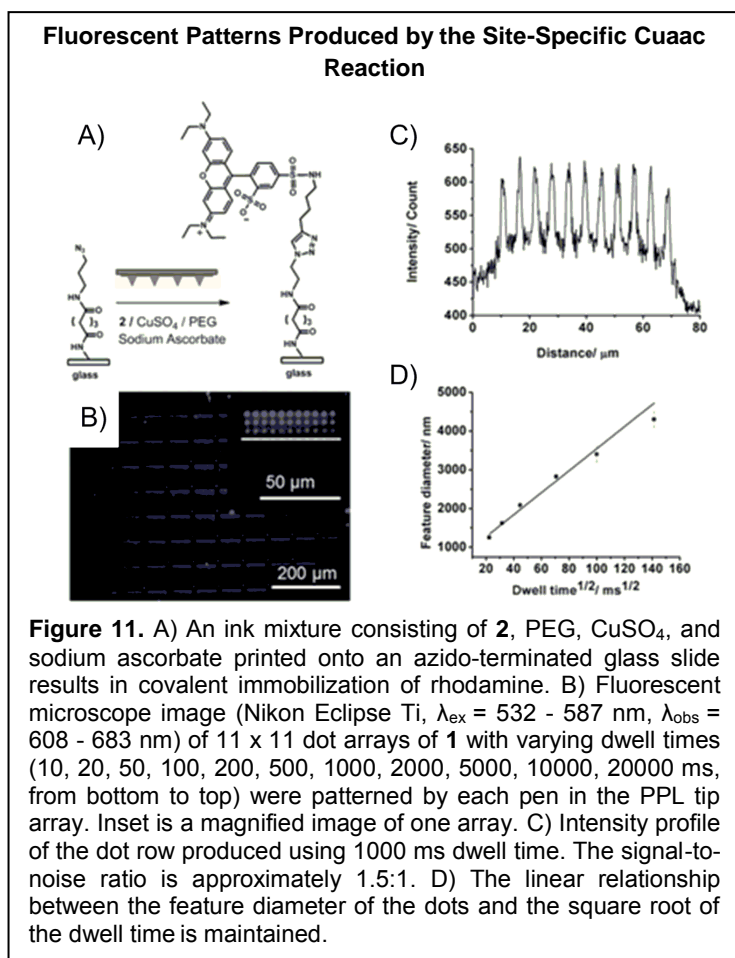 Fluorescent Patterns Produced by the Site-Specific Cuaac
Reaction
A)
N₃
HN
O
( )₃
O
HN
glass
2 / CuSO₄ / PEG
Sodium Ascorbate
N
O
N⁺
O
S
O
O⁻
O
S
O
NH
N
N
N
HN
O
( )₃
O
HN
glass
B)
50 µm
200 µm
C)
Intensity/ Count
650
600
550
500
450
400
0 20 40 60 80
Distance/ µm
D)
Feature diameter/ nm
5000
4000
3000
2000
1000
20 40 60 80 100 120 140 160
Dwell time^1/2/ ms^1/2
Figure 11. A) An ink mixture consisting of 2, PEG, CuSO₄, and
sodium ascorbate printed onto an azido-terminated glass slide
results in covalent immobilization of rhodamine. B) Fluorescent
microscope image (Nikon Eclipse Ti, λex = 532 - 587 nm, λobs =
608 - 683 nm) of 11 x 11 dot arrays of 1 with varying dwell times
(10, 20, 50, 100, 200, 500, 1000, 2000, 5000, 10000, 20000 ms,
from bottom to top) were patterned by each pen in the PPL tip
array. Inset is a magnified image of one array. C) Intensity profile
of the dot row produced using 1000 ms dwell time. The signal-to-
noise ratio is approximately 1.5:1. D) The linear relationship
between the feature diameter of the dots and the square root of
the dwell time is maintained.